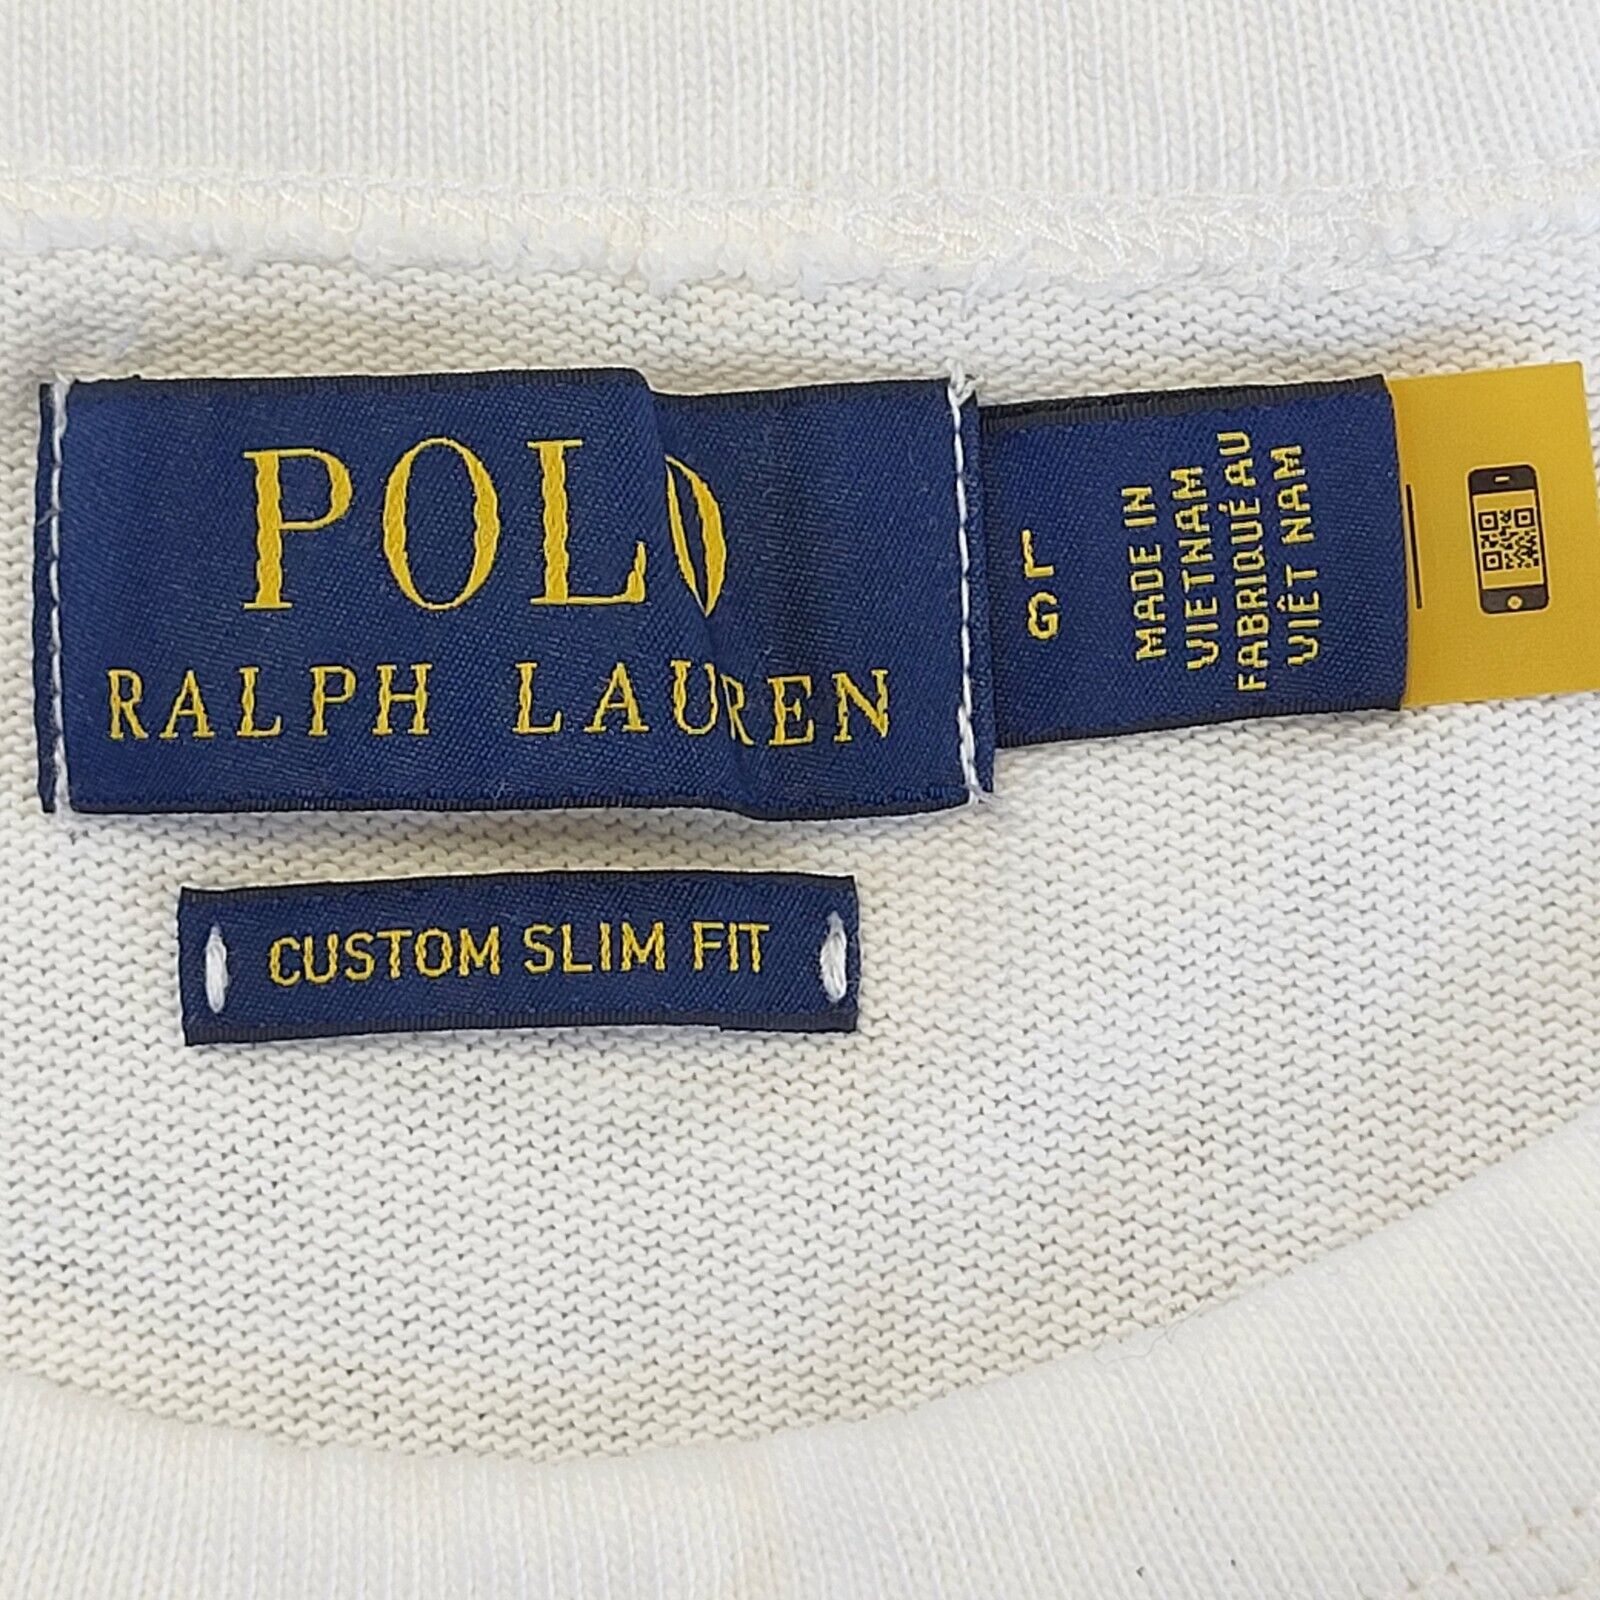 POLO
RALPH LAUREN
G L
MADE IN
VIETNAM
FABRIQUÉ AU
VIÊT NAM
CUSTOM SLIM FIT